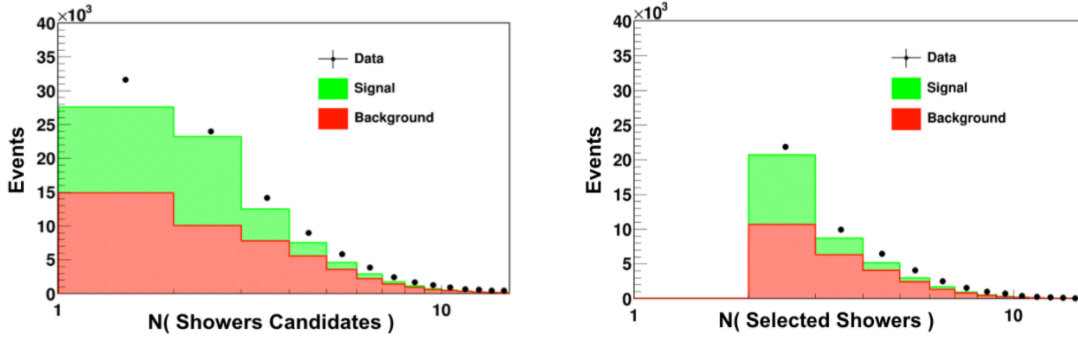 ×10³
40
35
30
25
20
15
10
5
0
Events
Data
Signal
Background
1
10
N( Showers Candidates )
×10³
40
35
30
25
20
15
10
5
0
Events
Data
Signal
Background
1
10
N( Selected Showers )